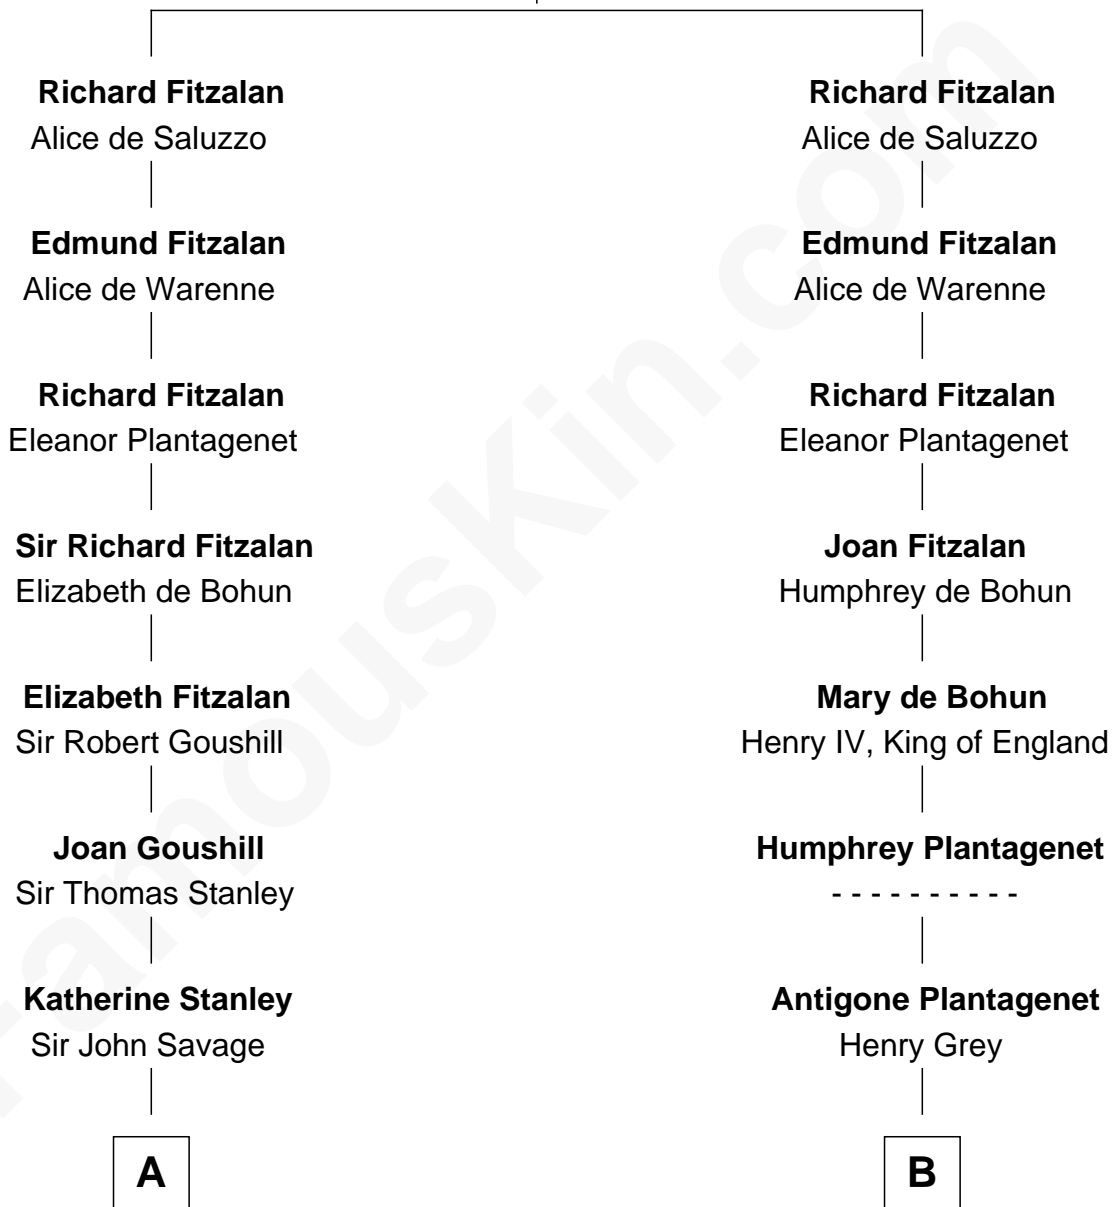 Richard Fitzalan
Alice de Saluzzo
Edmund Fitzalan
Alice de Warenne
Richard Fitzalan
Eleanor Plantagenet
Sir Richard Fitzalan
Elizabeth de Bohun
Elizabeth Fitzalan
Sir Robert Goushill
Joan Goushill
Sir Thomas Stanley
Katherine Stanley
Sir John Savage
A
Richard Fitzalan
Alice de Saluzzo
Edmund Fitzalan
Alice de Warenne
Richard Fitzalan
Eleanor Plantagenet
Joan Fitzalan
Humphrey de Bohun
Mary de Bohun
Henry IV, King of England
Humphrey Plantagenet
- - - - - - - - - -
Antigone Plantagenet
Henry Grey
B
FamousKin.com